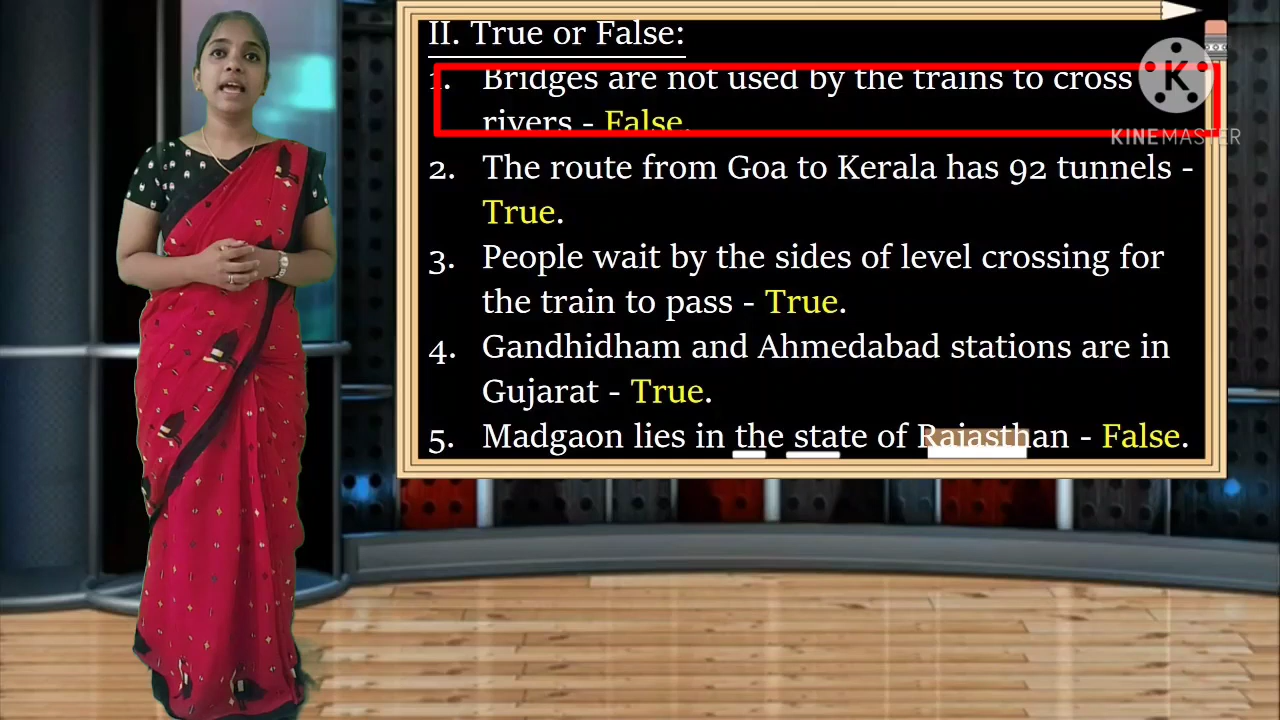 II. True or False:
1. Bridges are not used by the trains to cross
rivers - False.
2. The route from Goa to Kerala has 92 tunnels -
True.
3. People wait by the sides of level crossing for
the train to pass - True.
4. Gandhidham and Ahmedabad stations are in
Gujarat - True.
5. Madgaon lies in the state of Rajasthan - False.
K
KINEMASTER